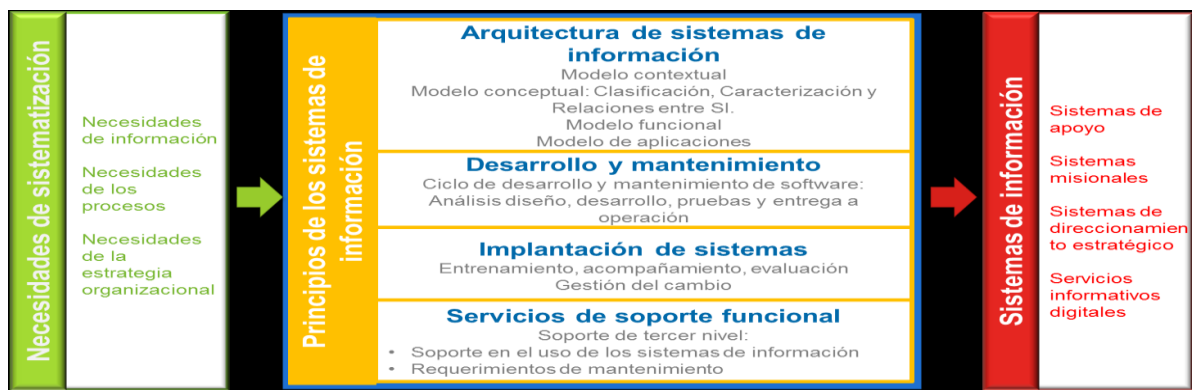 Necesidades de sistematización
Necesidades
de información
Necesidades
de los
procesos
Necesidades
de la
estrategia
organizacional
Principios de los sistemas de
información
Arquitectura de sistemas de
información
Modelo contextual
Modelo conceptual: Clasificación, Caracterización y
Relaciones entre SI.
Modelo funcional
Modelo de aplicaciones
Desarrollo y mantenimiento
Ciclo de desarrollo y mantenimiento de software:
Análisis diseño, desarrollo, pruebas y entrega a
operación
Implantación de sistemas
Entrenamiento, acompañamiento, evaluación
Gestión del cambio
Servicios de soporte funcional
Soporte de tercer nivel:
• Soporte en el uso de los sistemas de información
• Requerimientos de mantenimiento
Sistemas de información
Sistemas de
apoyo
Sistemas
misionales
Sistemas de
direccionamien
to estratégico
Servicios
informativos
digitales